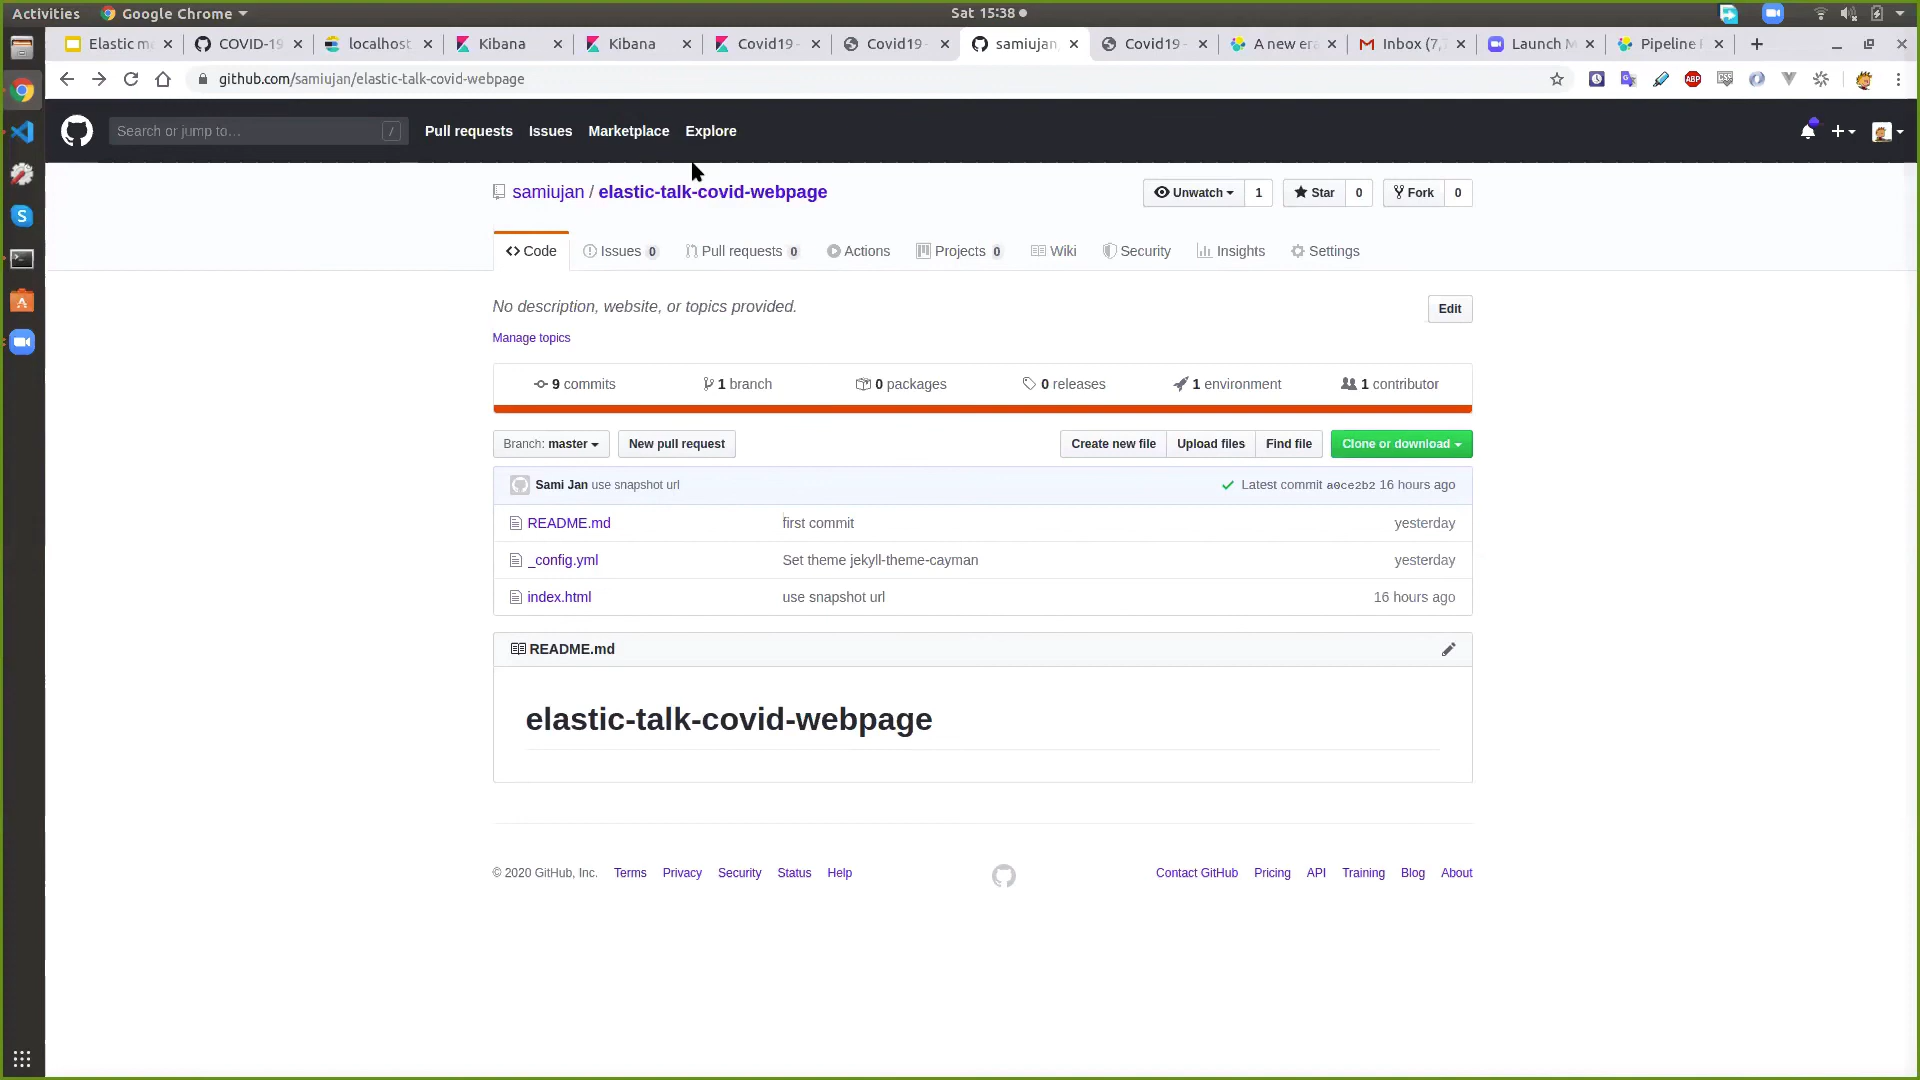 Activities Google Chrome Sat 15:38
Elastic m COVID-19 localhost Kibana Kibana Covid19 - Covid19 - samiujan Covid19 - A new era Inbox (7, Launch M Pipeline
github.com/samiujan/elastic-talk-covid-webpage
Search or jump to… / Pull requests Issues Marketplace Explore
samiujan / elastic-talk-covid-webpage Unwatch 1 Star 0 Fork 0
Code Issues 0 Pull requests 0 Actions Projects 0 Wiki Security Insights Settings
No description, website, or topics provided. Edit
Manage topics
9 commits 1 branch 0 packages 0 releases 1 environment 1 contributor
Branch: master New pull request Create new file Upload files Find file Clone or download
Sami Jan use snapshot url Latest commit a0ce2b2 16 hours ago
README.md first commit yesterday
_config.yml Set theme jekyll-theme-cayman yesterday
index.html use snapshot url 16 hours ago
README.md
elastic-talk-covid-webpage
© 2020 GitHub, Inc. Terms Privacy Security Status Help Contact GitHub Pricing API Training Blog About